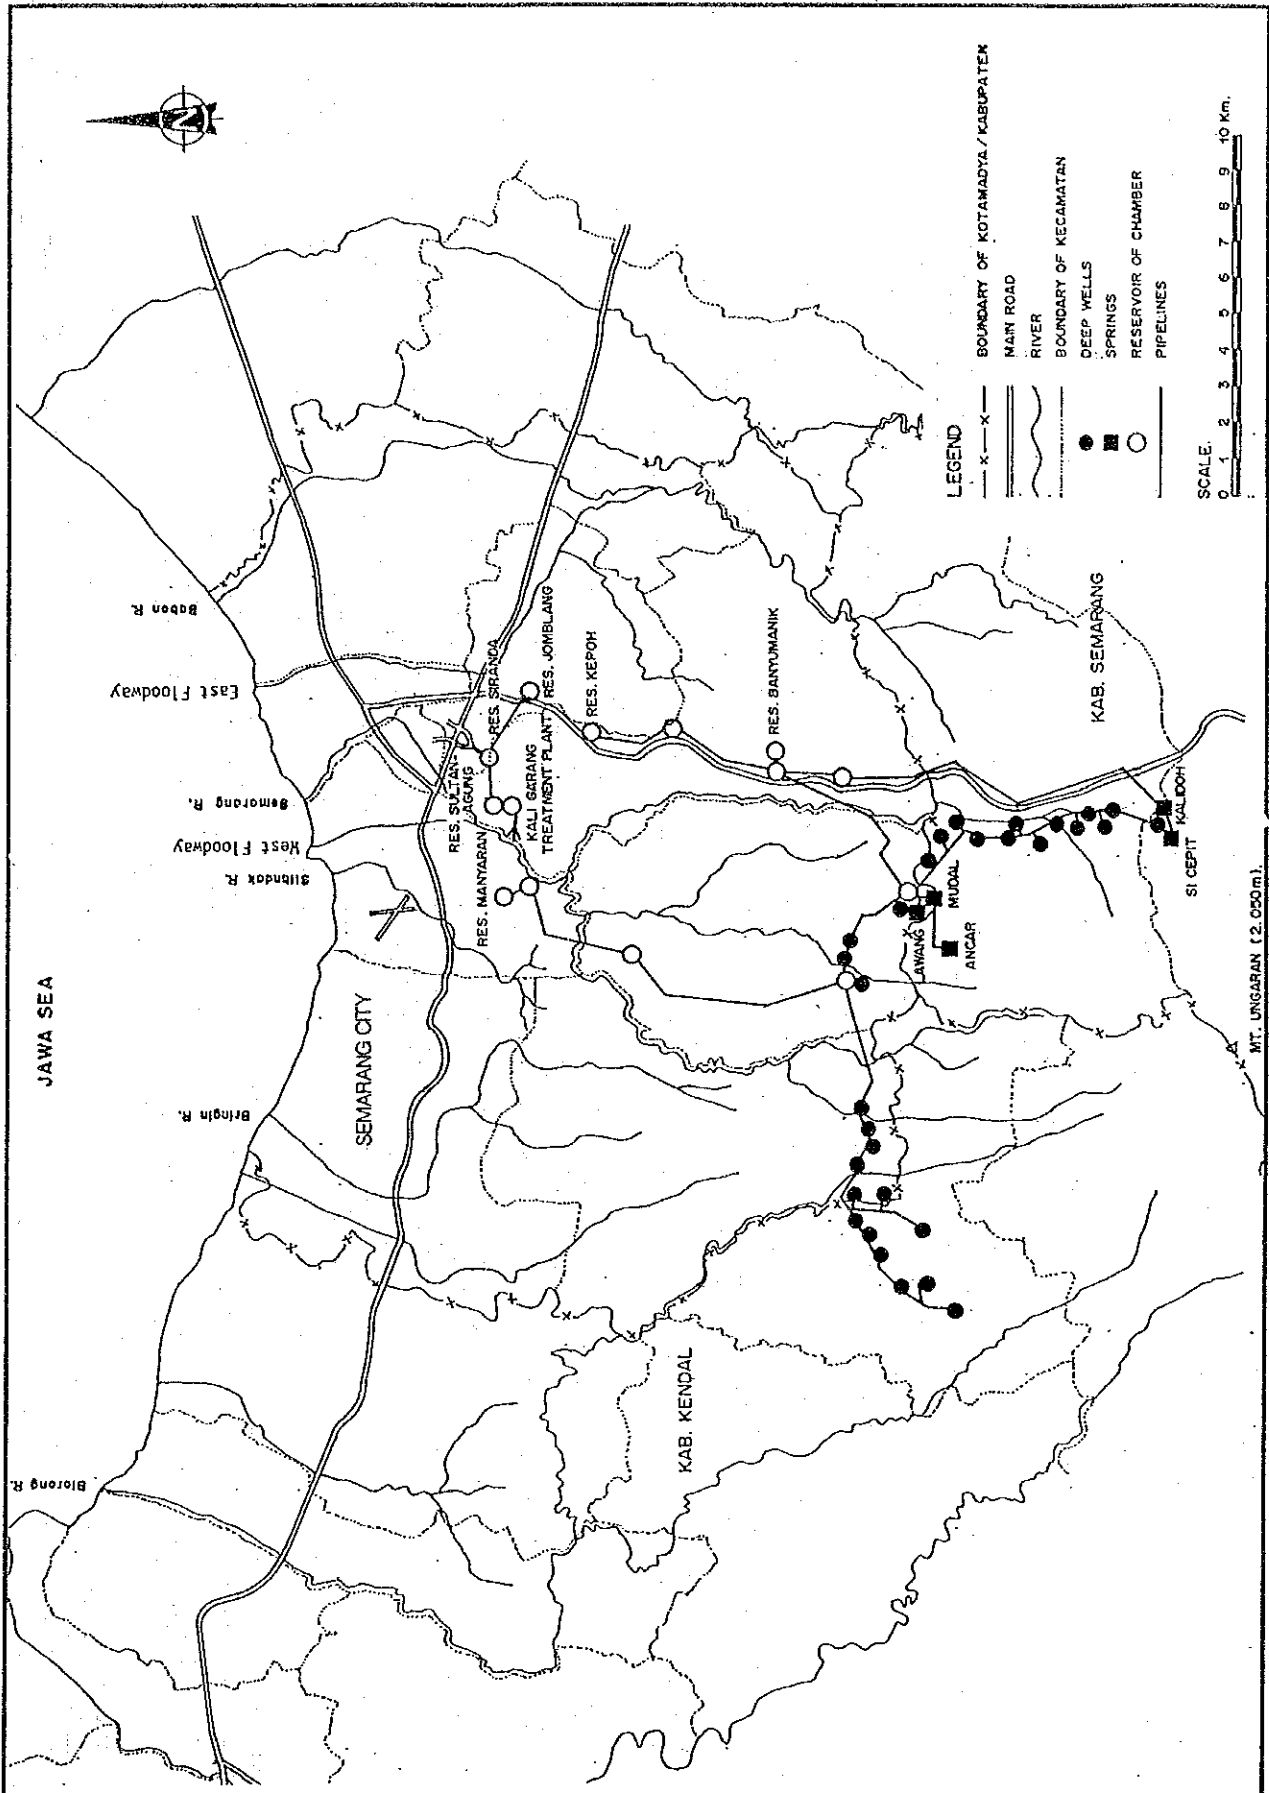 JAWA SEA
Blorong R.
Bringin R.
Silandak R.
West Floodway
Semarang R.
East Floodway
Babon R.
N
SEMARANG CITY
KAB. KENDAL
RES. MANYARAN
RES. SULTAN-
AGUNG
KALI GARANG
TREATMENT PLANT
RES. SIRANDA
RES. JOMBLANG
RES. KEPOH
RES. BANYUMANIK
LAWANG
MUDAL
ANCAR
SI CEPIT
KALIDOH
KAB. SEMARANG
MT. UNGARAN (2.050m).
LEGEND
BOUNDARY OF KOTAMADYA/KABUPATEN
MAIN ROAD
RIVER
BOUNDARY OF KECAMATAN
DEEP WELLS
SPRINGS
RESERVOIR OF CHAMBER
PIPELINES
SCALE.
0 1 2 3 4 5 6 7 8 9 10 Km.